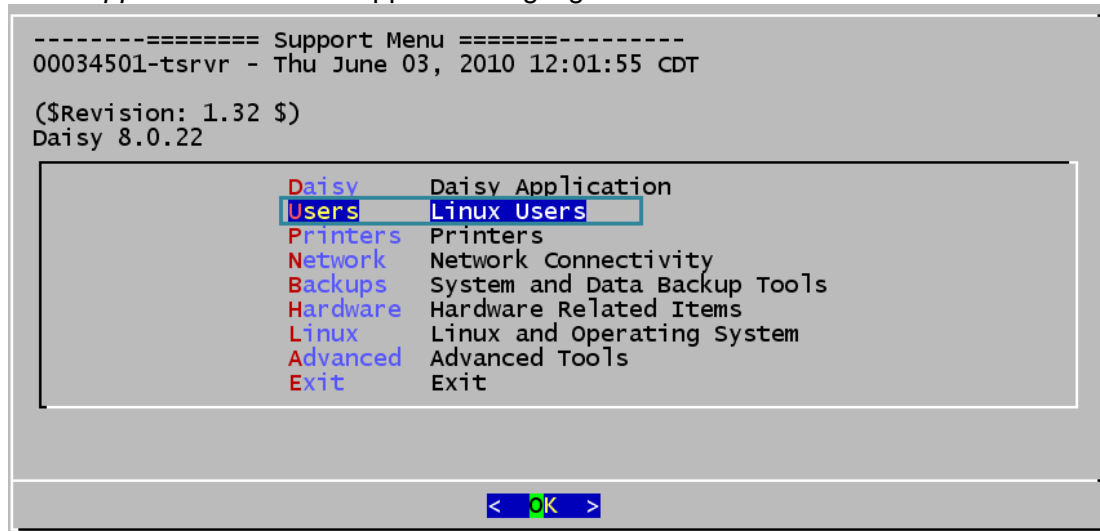 --------======== Support Menu =======---------
00034501-tsrvr - Thu June 03, 2010 12:01:55 CDT
($Revision: 1.32 $)
Daisy 8.0.22
Daisy Daisy Application
Users Linux Users
Printers Printers
Network Network Connectivity
Backups System and Data Backup Tools
Hardware Hardware Related Items
Linux Linux and Operating System
Advanced Advanced Tools
Exit Exit
< OK >